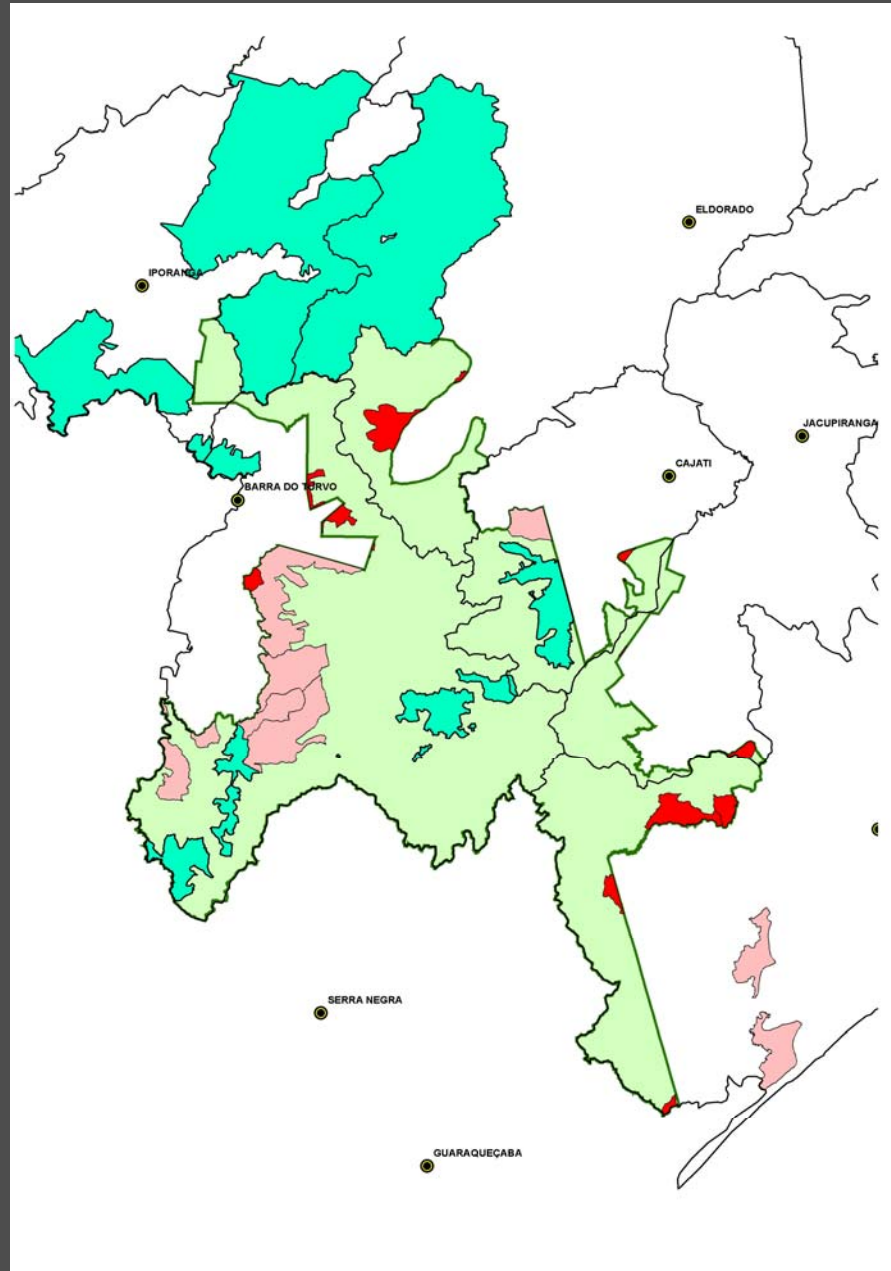 ELDORADO
IPORANGA
JACUPIRANGA
CAJATI
BARRA DO TURVO
SERRA NEGRA
GUARAQUEÇABA